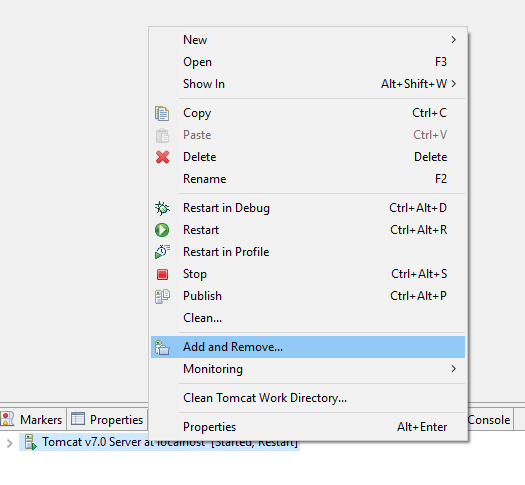 New
Open F3
Show In Alt+Shift+W
Copy Ctrl+C
Paste Ctrl+V
Delete Delete
Rename F2
Restart in Debug Ctrl+Alt+D
Restart Ctrl+Alt+R
Restart in Profile
Stop Ctrl+Alt+S
Publish Ctrl+Alt+P
Clean...
Add and Remove...
Monitoring
Clean Tomcat Work Directory...
Properties Alt+Enter
Markers Properties Console
Tomcat v7.0 Server at localhost [Started, Restart]